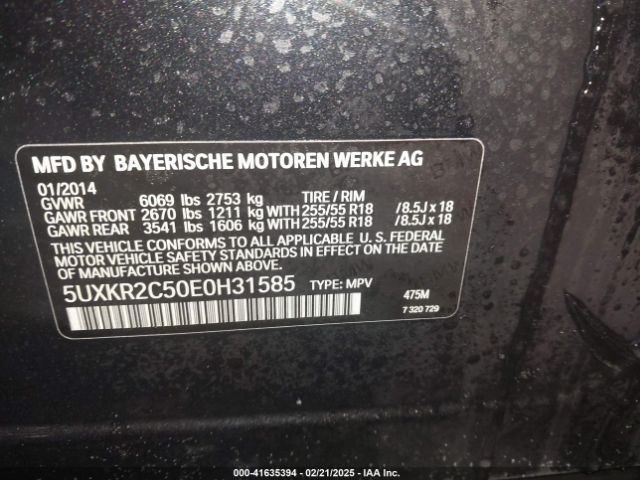 MFD BY BAYERISCHE MOTOREN WERKE AG
01/2014
GVWR 6069 lbs 2753 kg TIRE / RIM
GAWR FRONT 2670 lbs 1211 kg WITH 255/55 R18 / 8.5J x 18
GAWR REAR 3541 lbs 1606 kg WITH 255/55 R18 / 8.5J x 18
THIS VEHICLE CONFORMS TO ALL APPLICABLE U. S. FEDERAL
MOTOR VEHICLE SAFETY STANDARDS IN EFFECT ON THE DATE
OF MANUFACTURE SHOWN ABOVE.
5UXKR2C50E0H31585 TYPE: MPV
475M
7 320 729
000-41635394 - 02/21/2025 - IAA Inc.